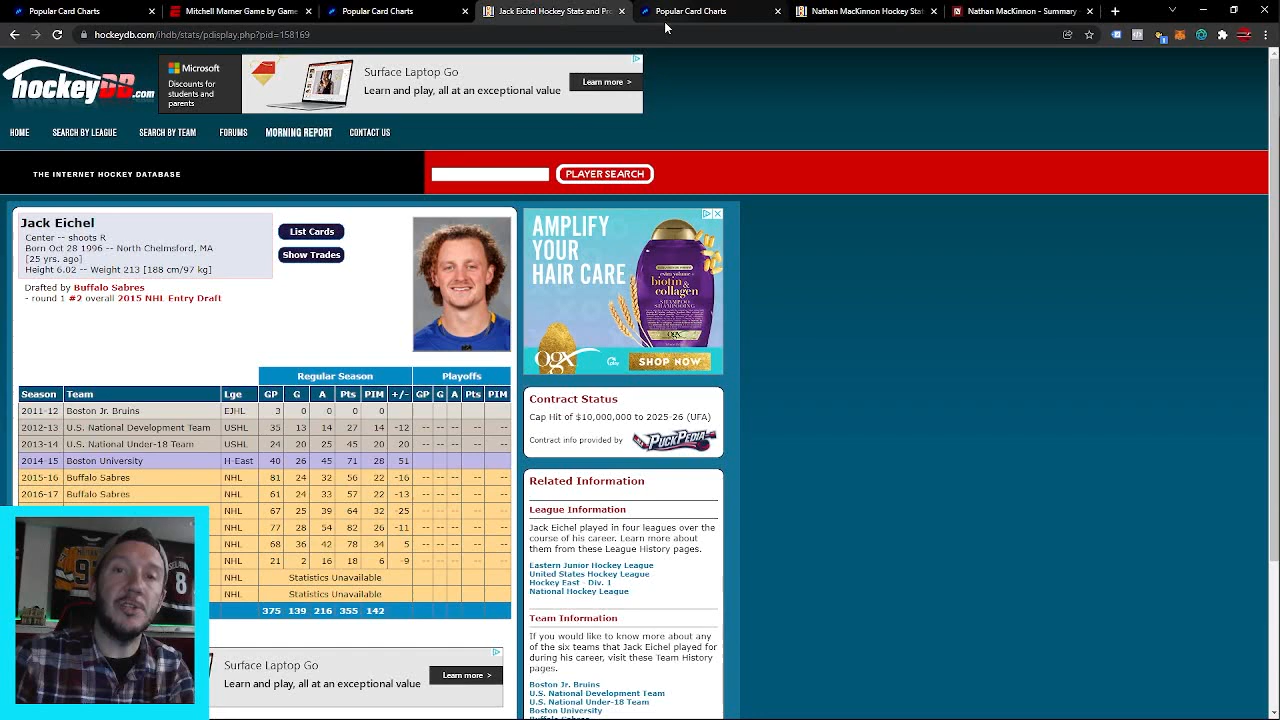 Popular Card Charts
Mitchell Marner Game by Game
Popular Card Charts
Jack Eichel Hockey Stats and Pro
Popular Card Charts
Nathan MacKinnon Hockey Stat
Nathan MacKinnon - Summary
hockeydb.com/ihdb/stats/pdisplay.php?pid=158169
hockeyDB.com
Microsoft
Discounts for
students and
parents
Surface Laptop Go
Learn and play, all at an exceptional value
Learn more >
HOME SEARCH BY LEAGUE SEARCH BY TEAM FORUMS MORNING REPORT CONTACT US
THE INTERNET HOCKEY DATABASE
PLAYER SEARCH
Jack Eichel
Center -- shoots R
Born Oct 28 1996 -- North Chelmsford, MA
[25 yrs. ago]
Height 6.02 -- Weight 213 [188 cm/97 kg]
List Cards
Show Trades
Drafted by Buffalo Sabres
- round 1 #2 overall 2015 NHL Entry Draft
Regular Season Playoffs
Season Team Lge GP G A Pts PIM +/- GP G A Pts PIM
2011-12 Boston Jr. Bruins EJHL 3 0 0 0 0
2012-13 U.S. National Development Team USHL 35 13 14 27 14 -12 -- -- -- -- --
2013-14 U.S. National Under-18 Team USHL 24 20 25 45 20 20 -- -- -- -- --
2014-15 Boston University H-East 40 26 45 71 28 51 -- -- -- -- --
2015-16 Buffalo Sabres NHL 81 24 32 56 22 -16 -- -- -- -- --
2016-17 Buffalo Sabres NHL 61 24 33 57 22 -13 -- -- -- -- --
NHL 67 25 39 64 32 -25 -- -- -- -- --
NHL 77 28 54 82 26 -11 -- -- -- -- --
NHL 68 36 42 78 34 5 -- -- -- -- --
NHL 21 2 16 18 6 -9 -- -- -- -- --
NHL Statistics Unavailable
NHL Statistics Unavailable
375 139 216 355 142
Surface Laptop Go
Learn and play, all at an exceptional value
Learn more >
AMPLIFY
YOUR
HAIR CARE
biotin &
collagen
SHAMPOO
SHAMPOOING
ogx
ogx
SHOP NOW
Contract Status
Cap Hit of $10,000,000 to 2025-26 (UFA)
Contract info provided by PUCKPEDIA
Related Information
League Information
Jack Eichel played in four leagues over the
course of his career. Learn more about
them from these League History pages.
Eastern Junior Hockey League
United States Hockey League
Hockey East - Div. 1
National Hockey League
Team Information
If you would like to know more about any
of the six teams that Jack Eichel played for
during his career, visit these Team History
pages.
Boston Jr. Bruins
U.S. National Development Team
U.S. National Under-18 Team
Boston University
Buffalo Sabres